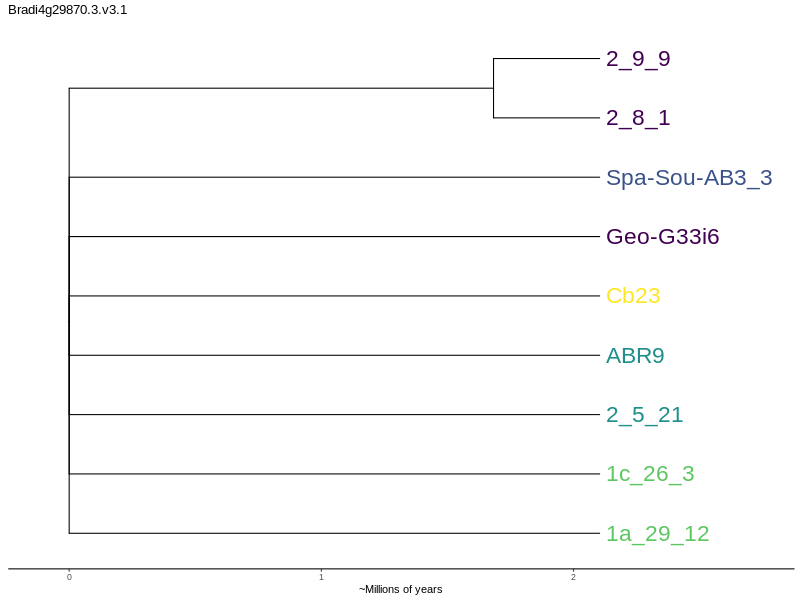 Bradi4g29870.3.v3.1
2_9_9
2_8_1
Spa-Sou-AB3_3
Geo-G33i6
Cb23
ABR9
2_5_21
1c_26_3
1a_29_12
0 1 2
~Millions of years